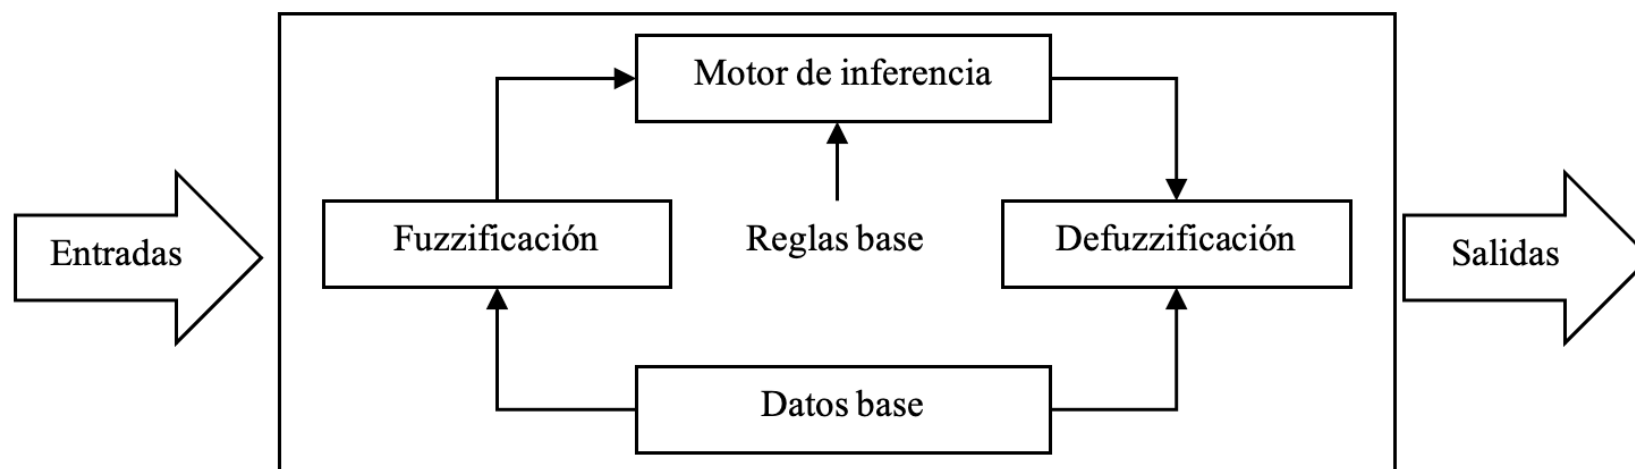 Motor de inferencia
Entradas
Fuzzificación
Reglas base
Defuzzificación
Salidas
Datos base